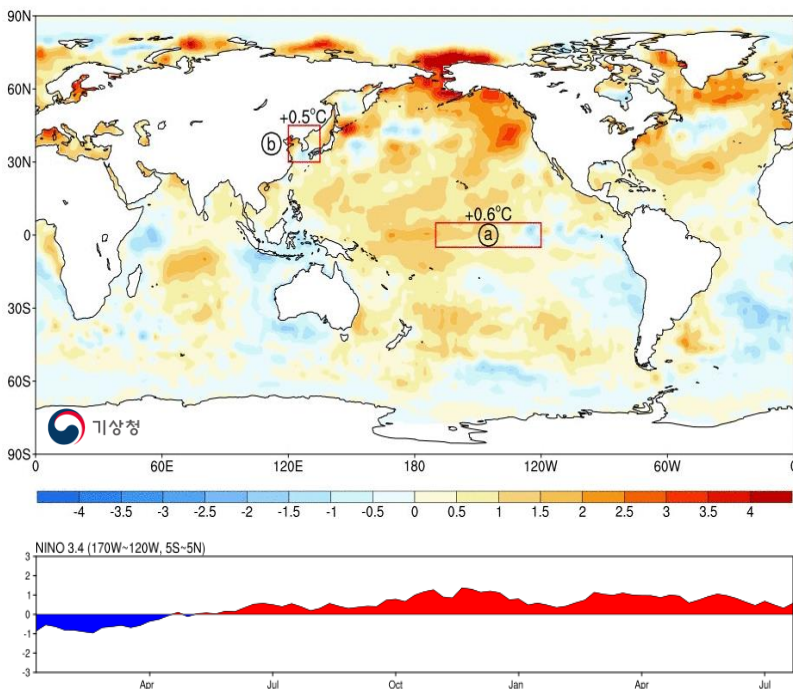 90N
60N
+0.5°C
ⓑ
30N
+0.6°C
0
ⓐ
30S
60S
기상청
90S
0 60E 120E 180 120W 60W 0
-4 -3.5 -3 -2.5 -2 -1.5 -1 -0.5 0 0.5 1 1.5 2 2.5 3 3.5 4
NINO 3.4 (170W~120W, 5S~5N)
3
2
1
0
-1
-2
-3
Apr Jul Oct Jan Apr Jul